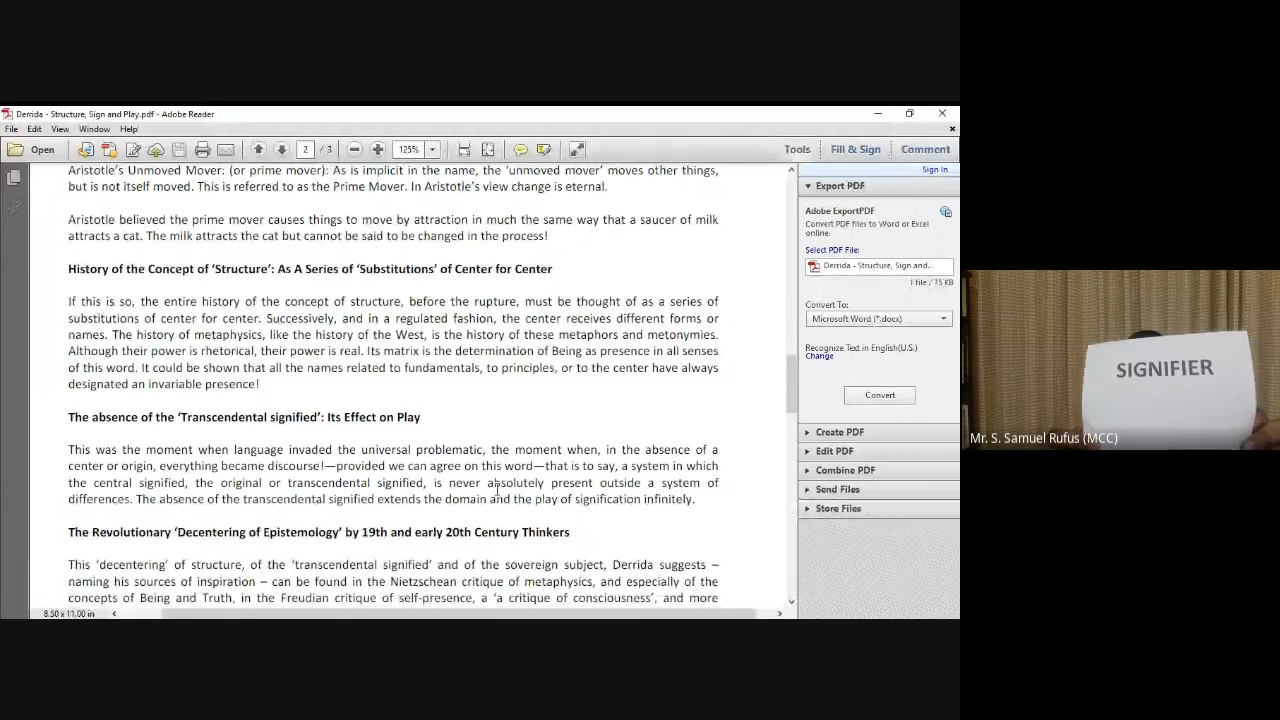 Derrida - Structure, Sign and Play.pdf - Adobe Reader
File Edit View Window Help
Open 2 / 3 125% Tools Fill & Sign Comment
Sign In
Aristotle's Unmoved Mover: (or prime mover): As is implicit in the name, the 'unmoved mover' moves other things,
but is not itself moved. This is referred to as the Prime Mover. In Aristotle's view change is eternal.
Aristotle believed the prime mover causes things to move by attraction in much the same way that a saucer of milk
attracts a cat. The milk attracts the cat but cannot be said to be changed in the process!
History of the Concept of 'Structure': As A Series of 'Substitutions' of Center for Center
If this is so, the entire history of the concept of structure, before the rupture, must be thought of as a series of
substitutions of center for center. Successively, and in a regulated fashion, the center receives different forms or
names. The history of metaphysics, like the history of the West, is the history of these metaphors and metonymies.
Although their power is rhetorical, their power is real. Its matrix is the determination of Being as presence in all senses
of this word. It could be shown that all the names related to fundamentals, to principles, or to the center have always
designated an invariable presence!
The absence of the 'Transcendental signified': Its Effect on Play
This was the moment when language invaded the universal problematic, the moment when, in the absence of a
center or origin, everything became discourse!—provided we can agree on this word—that is to say, a system in which
the central signified, the original or transcendental signified, is never absolutely present outside a system of
differences. The absence of the transcendental signified extends the domain and the play of signification infinitely.
The Revolutionary 'Decentering of Epistemology' by 19th and early 20th Century Thinkers
This 'decentering' of structure, of the 'transcendental signified' and of the sovereign subject, Derrida suggests –
naming his sources of inspiration – can be found in the Nietzschean critique of metaphysics, and especially of the
concepts of Being and Truth, in the Freudian critique of self-presence, a 'a critique of consciousness', and more
8.50 x 11.00 in
Export PDF
Adobe ExportPDF
Convert PDF files to Word or Excel
online.
Select PDF File:
Derrida - Structure, Sign and...
1 file / 75 KB
Convert To:
Microsoft Word (*.docx)
Recognize Text in English(U.S.)
Change
Convert
Create PDF
Edit PDF
Combine PDF
Send Files
Store Files
SIGNIFIER
Mr. S. Samuel Rufus (MCC)